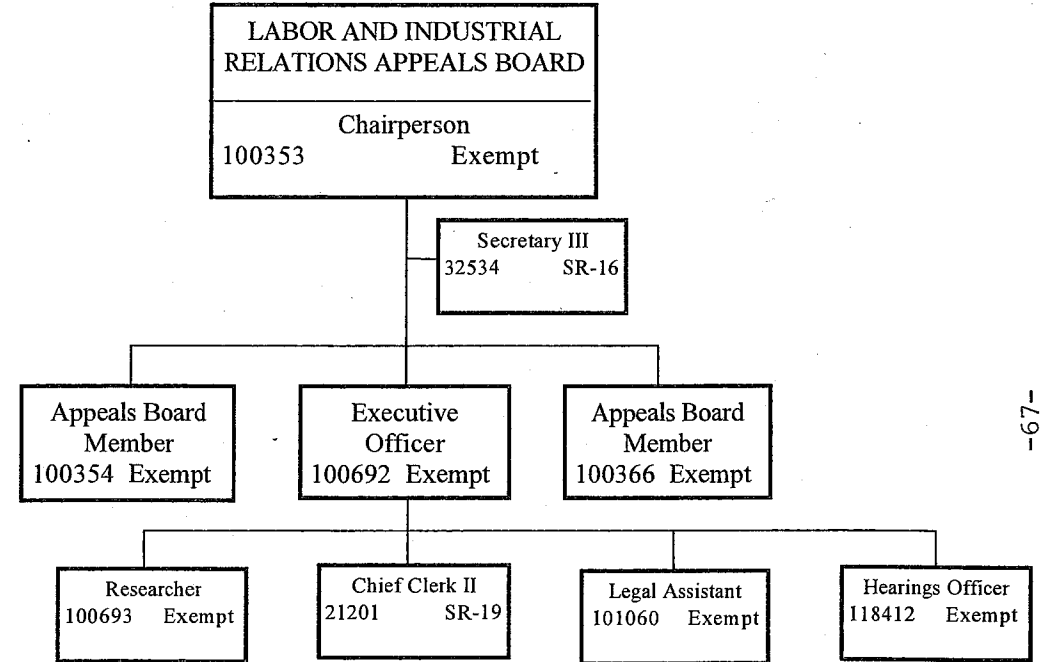 LABOR AND INDUSTRIAL
RELATIONS APPEALS BOARD
Chairperson
100353 Exempt
Secretary III
32534 SR-16
Appeals Board
Member
100354 Exempt
Executive
Officer
100692 Exempt
Appeals Board
Member
100366 Exempt
-67-
Researcher
100693 Exempt
Chief Clerk II
21201 SR-19
Legal Assistant
101060 Exempt
Hearings Officer
118412 Exempt